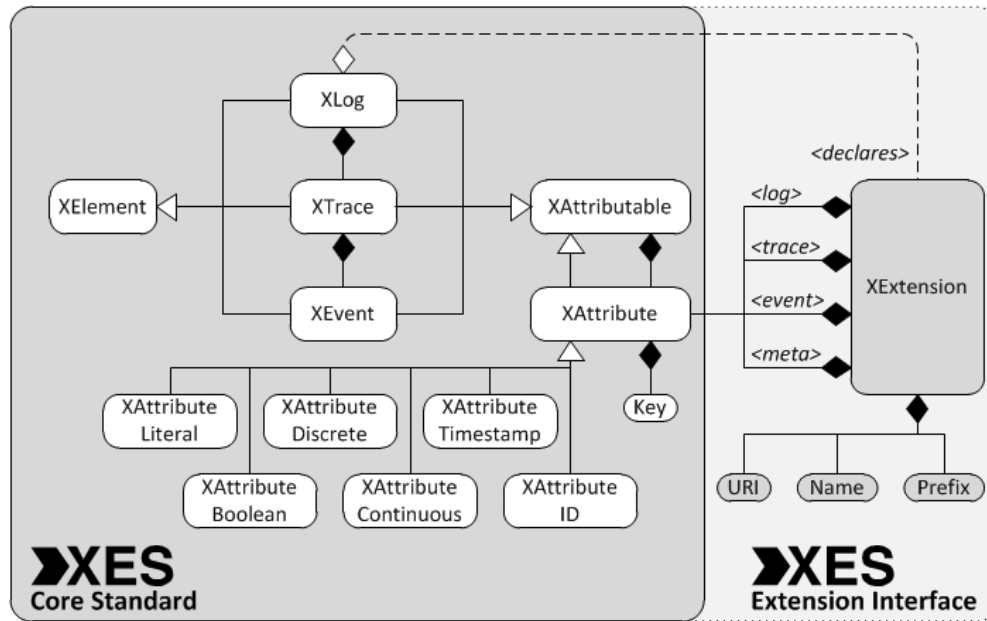 XLog
<declares>
XElement
XTrace
XAttributable
<log>
<trace>
XExtension
XEvent
XAttribute
<event>
<meta>
XAttribute
Literal
XAttribute
Discrete
XAttribute
Timestamp
Key
XAttribute
Boolean
XAttribute
Continuous
XAttribute
ID
URI
Name
Prefix
XES
Core Standard
XES
Extension Interface